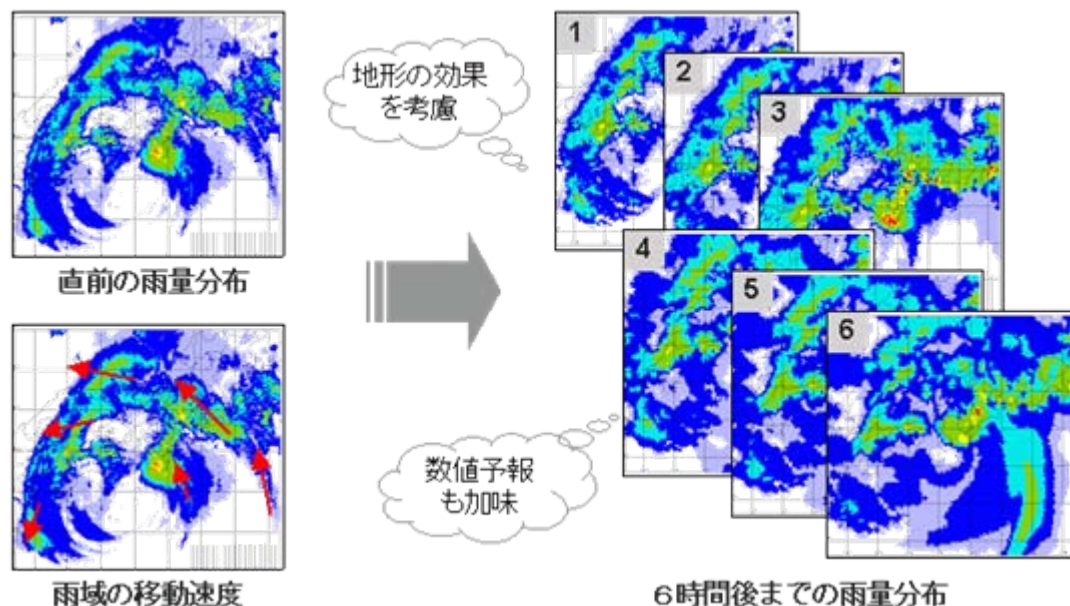 地形の効果
を考慮
直前の雨量分布
雨域の移動速度
数値予報
も加味
1
2
3
4
5
6
6時間後までの雨量分布